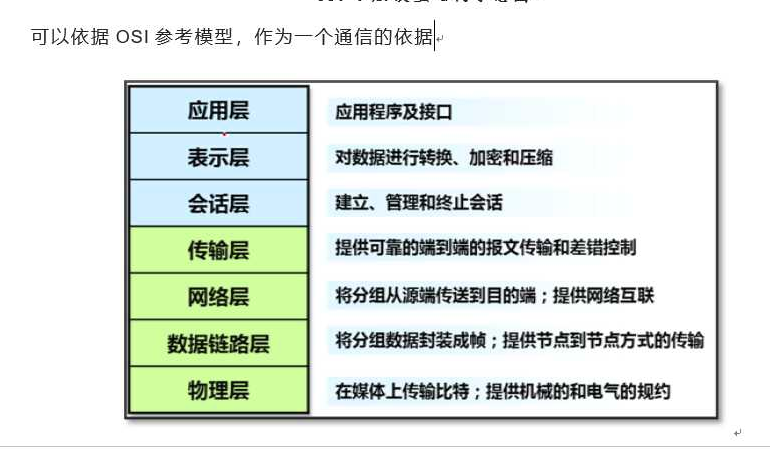 可以依据 OSI 参考模型，作为一个通信的依据
应用层 应用程序及接口
表示层 对数据进行转换、加密和压缩
会话层 建立、管理和终止会话
传输层 提供可靠的端到端的报文传输和差错控制
网络层 将分组从源端传送到目的端；提供网络互联
数据链路层 将分组数据封装成帧；提供节点到节点方式的传输
物理层 在媒体上传输比特；提供机械的和电气的规约